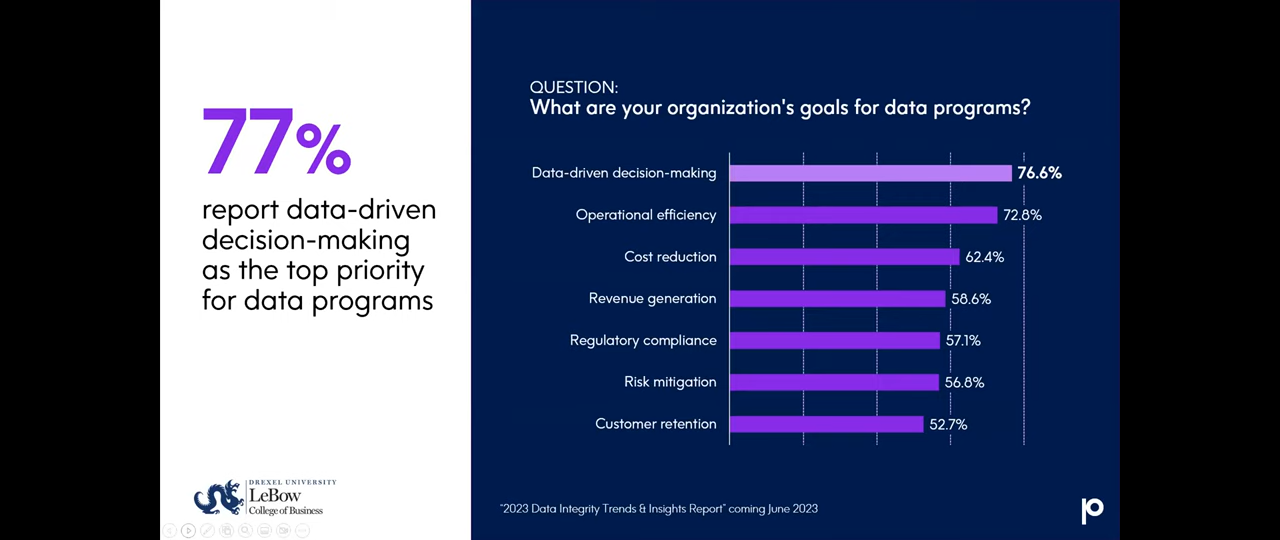 77%
report data-driven
decision-making
as the top priority
for data programs
DREXEL UNIVERSITY
LeBow
College of Business
QUESTION:
What are your organization's goals for data programs?
Data-driven decision-making 76.6%
Operational efficiency 72.8%
Cost reduction 62.4%
Revenue generation 58.6%
Regulatory compliance 57.1%
Risk mitigation 56.8%
Customer retention 52.7%
"2023 Data Integrity Trends & Insights Report" coming June 2023